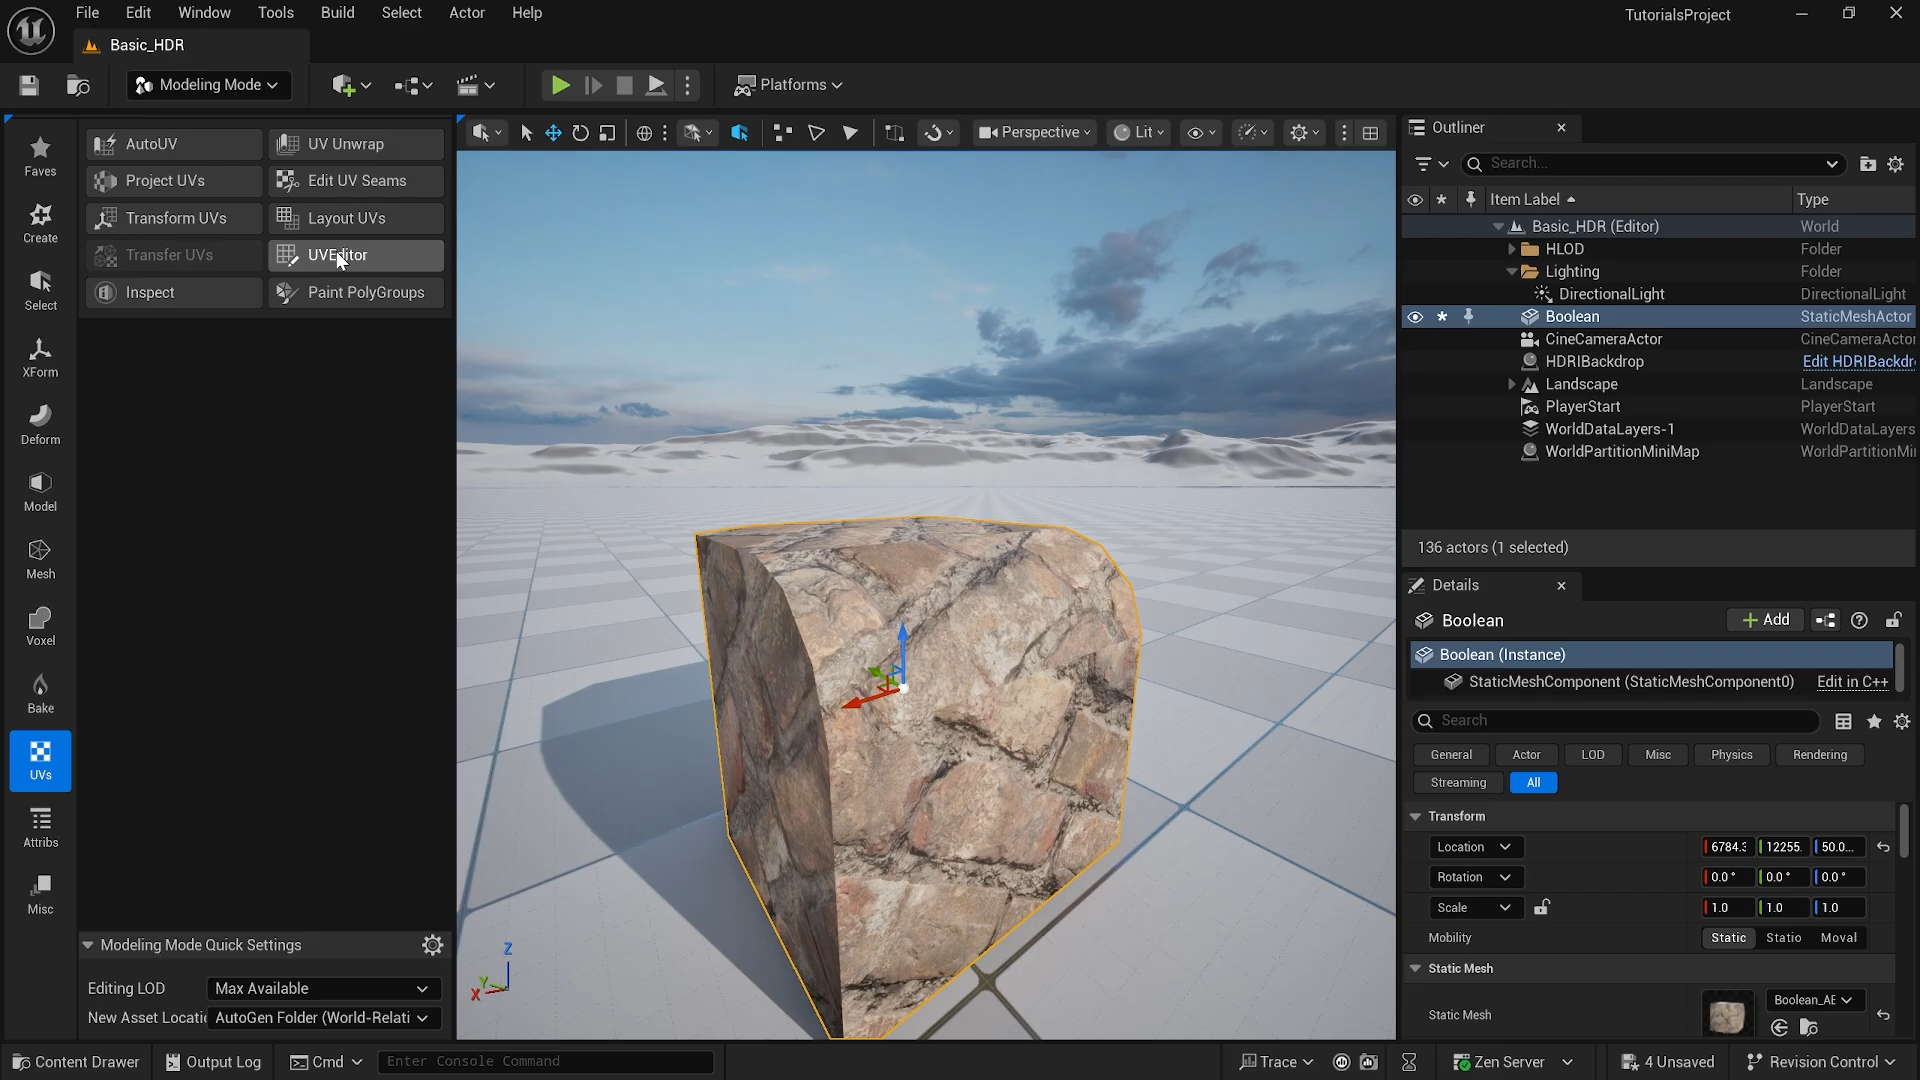 File Edit Window Tools Build Select Actor Help
TutorialsProject
Basic_HDR
Modeling Mode
Platforms
Faves
Create
Select
XForm
Deform
Model
Mesh
Voxel
Bake
UVs
Attribs
Misc
AutoUV UV Unwrap
Project UVs Edit UV Seams
Transform UVs Layout UVs
Transfer UVs UVEditor
Inspect Paint PolyGroups
Perspective Lit
Z
Y
X
Modeling Mode Quick Settings
Editing LOD Max Available
New Asset Locatic AutoGen Folder (World-Relati
Outliner
Search...
Item Label Type
Basic_HDR (Editor) World
HLOD Folder
Lighting Folder
DirectionalLight DirectionalLight
Boolean StaticMeshActor
CineCameraActor CineCameraActor
HDRIBackdrop Edit HDRIBackdr
Landscape Landscape
PlayerStart PlayerStart
WorldDataLayers-1 WorldDataLayers
WorldPartitionMiniMap WorldPartitionMi
136 actors (1 selected)
Details
Boolean Add
Boolean (Instance)
StaticMeshComponent (StaticMeshComponent0) Edit in C++
Search
General Actor LOD Misc Physics Rendering
Streaming All
Transform
Location 6784.3 12255. 50.0...
Rotation 0.0° 0.0° 0.0°
Scale 1.0 1.0 1.0
Mobility Static Statio Moval
Static Mesh
Static Mesh Boolean_AE
Content Drawer Output Log Cmd Enter Console Command Trace Zen Server 4 Unsaved Revision Control